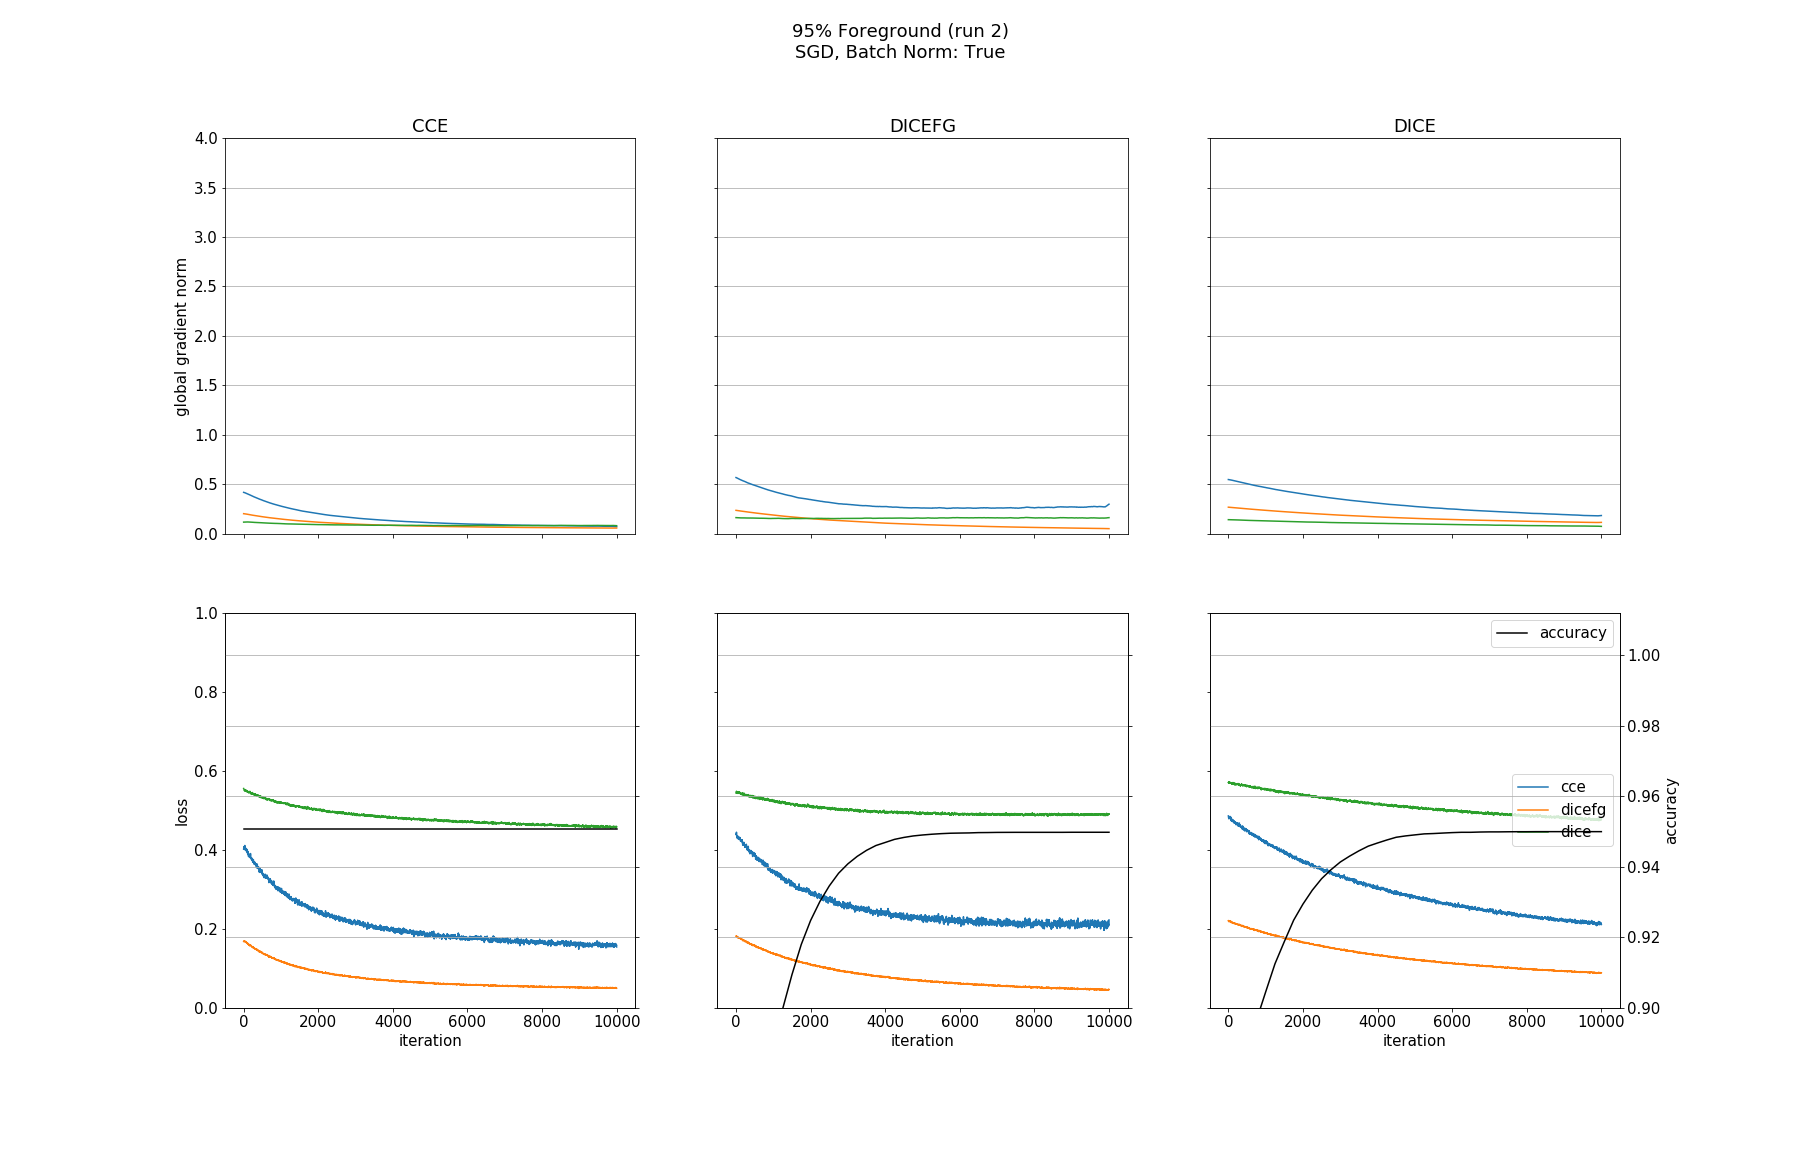 95% Foreground (run 2)
SGD, Batch Norm: True
CCE
DICEFG
DICE
4.0
3.5
3.0
2.5
2.0
1.5
1.0
0.5
0.0
global gradient norm
1.0
0.8
0.6
0.4
0.2
0.0
loss
0 2000 4000 6000 8000 10000
iteration
0 2000 4000 6000 8000 10000
iteration
accuracy
cce
dicefg
dice
1.00
0.98
0.96
0.94
0.92
0.90
accuracy
0 2000 4000 6000 8000 10000
iteration